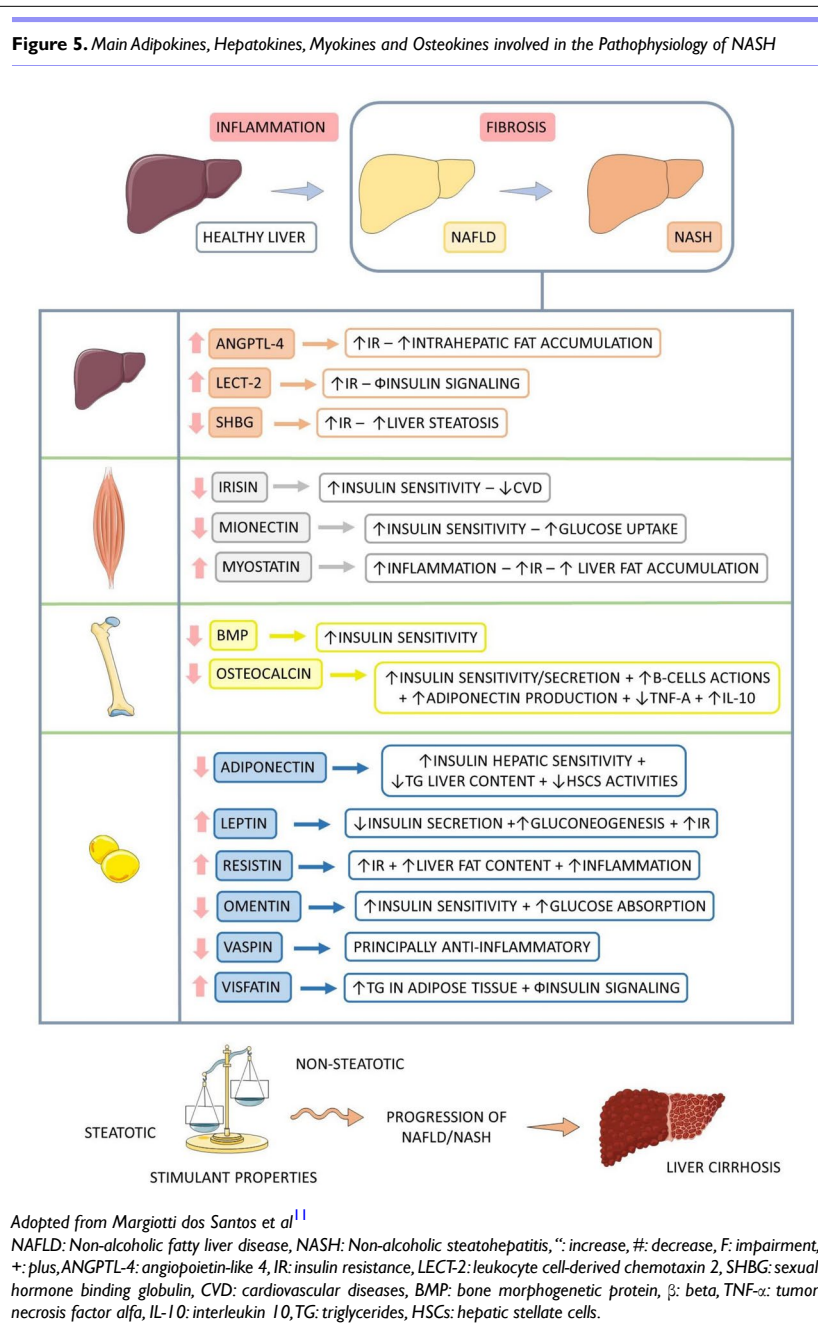 Figure 5. Main Adipokines, Hepatokines, Myokines and Osteokines involved in the Pathophysiology of NASH
INFLAMMATION
FIBROSIS
HEALTHY LIVER
NAFLD
NASH
ANGPTL-4
↑IR – ↑INTRAHEPATIC FAT ACCUMULATION
LECT-2
↑IR – ΦINSULIN SIGNALING
SHBG
↑IR – ↑LIVER STEATOSIS
IRISIN
↑INSULIN SENSITIVITY – ↓CVD
MIONECTIN
↑INSULIN SENSITIVITY – ↑GLUCOSE UPTAKE
MYOSTATIN
↑INFLAMMATION – ↑IR – ↑ LIVER FAT ACCUMULATION
BMP
↑INSULIN SENSITIVITY
OSTEOCALCIN
↑INSULIN SENSITIVITY/SECRETION + ↑B-CELLS ACTIONS
+ ↑ADIPONECTIN PRODUCTION + ↓TNF-A + ↑IL-10
ADIPONECTIN
↑INSULIN HEPATIC SENSITIVITY +
↓TG LIVER CONTENT + ↓HSCS ACTIVITIES
LEPTIN
↓INSULIN SECRETION +↑GLUCONEOGENESIS + ↑IR
RESISTIN
↑IR + ↑LIVER FAT CONTENT + ↑INFLAMMATION
OMENTIN
↑INSULIN SENSITIVITY + ↑GLUCOSE ABSORPTION
VASPIN
PRINCIPALLY ANTI-INFLAMMATORY
VISFATIN
↑TG IN ADIPOSE TISSUE + ΦINSULIN SIGNALING
NON-STEATOTIC
STEATOTIC
STIMULANT PROPERTIES
PROGRESSION OF
NAFLD/NASH
LIVER CIRRHOSIS
Adopted from Margiotti dos Santos et al11
NAFLD: Non-alcoholic fatty liver disease, NASH: Non-alcoholic steatohepatitis, “: increase, #: decrease, F: impairment,
+: plus, ANGPTL-4: angiopoietin-like 4, IR: insulin resistance, LECT-2: leukocyte cell-derived chemotaxin 2, SHBG: sexual
hormone binding globulin, CVD: cardiovascular diseases, BMP: bone morphogenetic protein, β: beta, TNF-α: tumor
necrosis factor alfa, IL-10: interleukin 10, TG: triglycerides, HSCs: hepatic stellate cells.